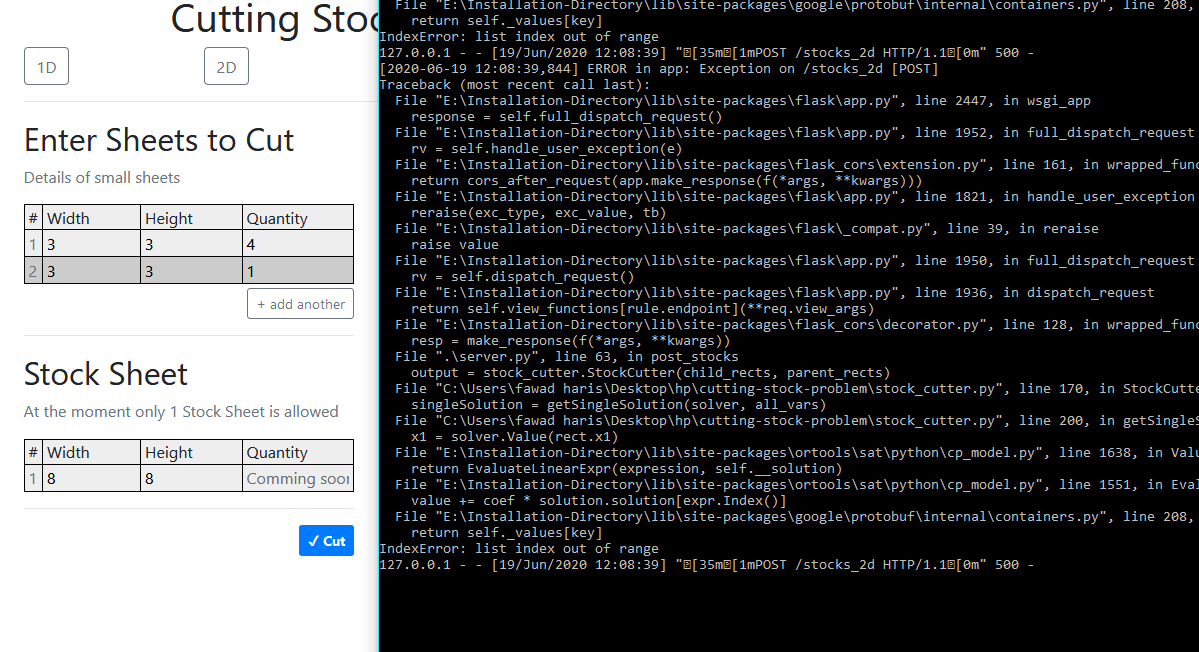 Cutting Stoc
1D
2D
Enter Sheets to Cut
Details of small sheets
# Width Height Quantity
1 3 3 4
2 3 3 1
+ add another
Stock Sheet
At the moment only 1 Stock Sheet is allowed
# Width Height Quantity
1 8 8 Comming soon
✓ Cut
File "E:\Installation-Directory\lib\site-packages\google\protobuf\internal\containers.py", line 208,
return self._values[key]
IndexError: list index out of range
127.0.0.1 - - [19/Jun/2020 12:08:39] "[35m[1mPOST /stocks_2d HTTP/1.1[0m" 500 -
[2020-06-19 12:08:39,844] ERROR in app: Exception on /stocks_2d [POST]
Traceback (most recent call last):
File "E:\Installation-Directory\lib\site-packages\flask\app.py", line 2447, in wsgi_app
response = self.full_dispatch_request()
File "E:\Installation-Directory\lib\site-packages\flask\app.py", line 1952, in full_dispatch_request
rv = self.handle_user_exception(e)
File "E:\Installation-Directory\lib\site-packages\flask_cors\extension.py", line 161, in wrapped_func
return cors_after_request(app.make_response(f(*args, **kwargs)))
File "E:\Installation-Directory\lib\site-packages\flask\app.py", line 1821, in handle_user_exception
reraise(exc_type, exc_value, tb)
File "E:\Installation-Directory\lib\site-packages\flask\_compat.py", line 39, in reraise
raise value
File "E:\Installation-Directory\lib\site-packages\flask\app.py", line 1950, in full_dispatch_request
rv = self.dispatch_request()
File "E:\Installation-Directory\lib\site-packages\flask\app.py", line 1936, in dispatch_request
return self.view_functions[rule.endpoint](**req.view_args)
File "E:\Installation-Directory\lib\site-packages\flask_cors\decorator.py", line 128, in wrapped_func
resp = make_response(f(*args, **kwargs))
File ".\server.py", line 63, in post_stocks
output = stock_cutter.StockCutter(child_rects, parent_rects)
File "C:\Users\fawad haris\Desktop\hp\cutting-stock-problem\stock_cutter.py", line 170, in StockCutte
singleSolution = getSingleSolution(solver, all_vars)
File "C:\Users\fawad haris\Desktop\hp\cutting-stock-problem\stock_cutter.py", line 200, in getSingleS
x1 = solver.Value(rect.x1)
File "E:\Installation-Directory\lib\site-packages\ortools\sat\python\cp_model.py", line 1638, in Valu
return EvaluateLinearExpr(expression, self.__solution)
File "E:\Installation-Directory\lib\site-packages\ortools\sat\python\cp_model.py", line 1551, in Eval
value += coef * solution.solution[expr.Index()]
File "E:\Installation-Directory\lib\site-packages\google\protobuf\internal\containers.py", line 208,
return self._values[key]
IndexError: list index out of range
127.0.0.1 - - [19/Jun/2020 12:08:39] "[35m[1mPOST /stocks_2d HTTP/1.1[0m" 500 -